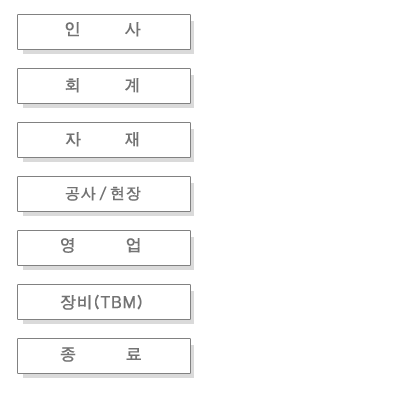 인 사
회 계
자 재
공사/현장
영 업
장비(TBM)
종 료